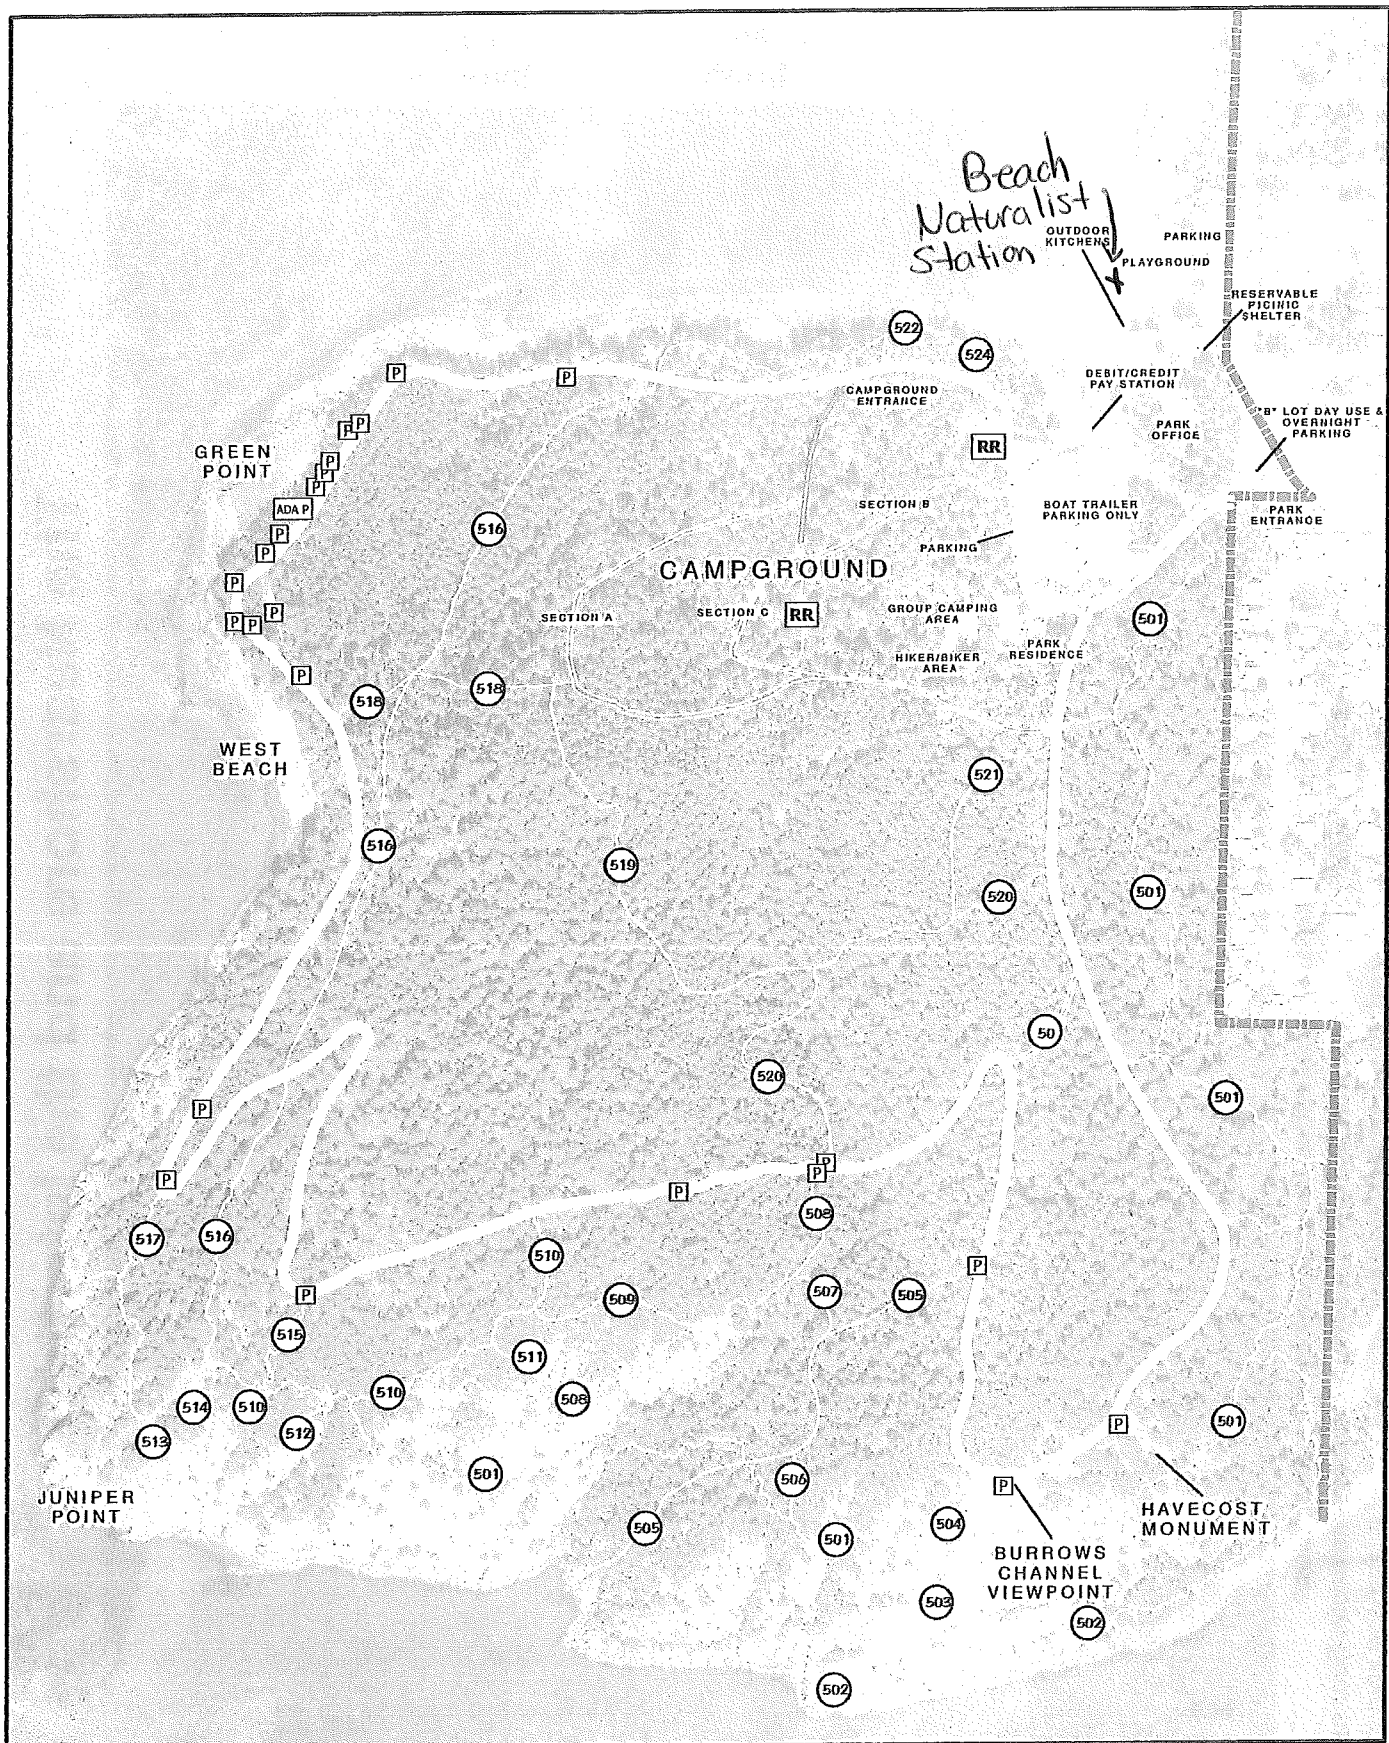 Beach
Naturalist
Station
OUTDOOR
KITCHENS
PARKING
PLAYGROUND
RESERVABLE
PICINIC
SHELTER
522
524
P
P
CAMPGROUND
ENTRANCE
DEBIT/CREDIT
PAY STATION
"B" LOT DAY USE &
OVERNIGHT
PARKING
P
P
PARK
OFFICE
GREEN
POINT
RR
P
P
P
ADA P
SECTION B
BOAT TRAILER
PARKING ONLY
PARK
ENTRANCE
516
P
P
PARKING
CAMPGROUND
P
P
P
P
SECTION A
SECTION C
RR
GROUP CAMPING
AREA
501
PARK
RESIDENCE
HIKER/BIKER
AREA
P
518
518
WEST
BEACH
521
516
519
520
501
50
520
501
P
P
P
P
P
517
516
508
510
P
507
505
P
509
515
511
510
508
514
510
512
513
P
501
501
P
506
JUNIPER
POINT
HAVECOST
MONUMENT
505
504
501
BURROWS
CHANNEL
VIEWPOINT
503
502
502